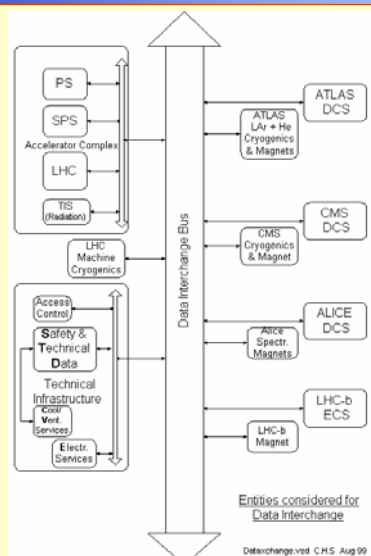 PS
SPS
Accelerator Complex
LHC
TIS
(Radiation)
LHC
Machine
Cryogenics
Access
Control
Safety &
Technical
Data
Technical
Infrastructure
Cool/
Vent.
Services
Electr.
Services
Data Interchange Bus
ATLAS
DCS
ATLAS
LAr + He
Cryogenics
& Magnets
CMS
DCS
CMS
Cryogenics
& Magnet
ALICE
DCS
Alice
Spectr.
Magnets
LHC-b
ECS
LHC-b
Magnet
Entities considered for
Data Interchange
Dataxchange.vsd C.H.S Aug 99